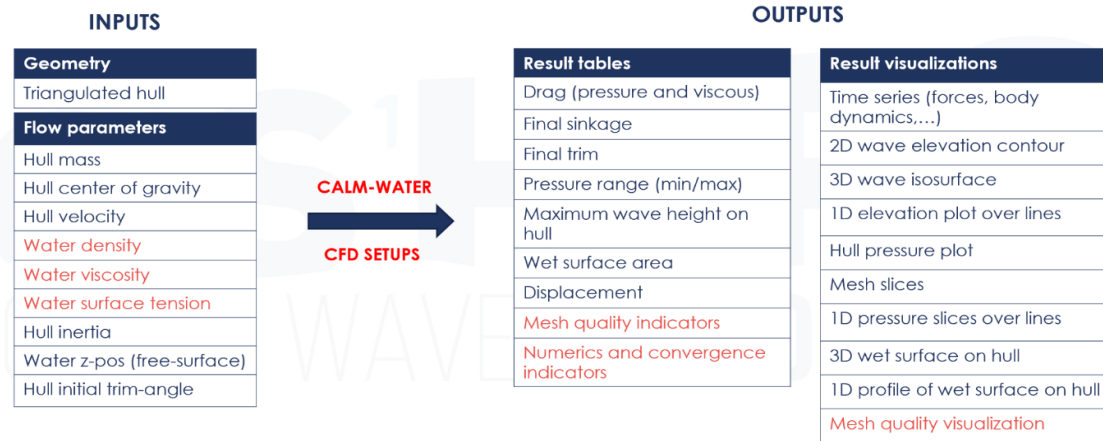 INPUTS
Geometry
Triangulated hull
Flow parameters
Hull mass
Hull center of gravity
Hull velocity
Water density
Water viscosity
Water surface tension
Hull inertia
Water z-pos (free-surface)
Hull initial trim-angle
CALM-WATER
CFD SETUPS
OUTPUTS
Result tables
Drag (pressure and viscous)
Final sinkage
Final trim
Pressure range (min/max)
Maximum wave height on
hull
Wet surface area
Displacement
Mesh quality indicators
Numerics and convergence
indicators
Result visualizations
Time series (forces, body
dynamics,...)
2D wave elevation contour
3D wave isosurface
1D elevation plot over lines
Hull pressure plot
Mesh slices
1D pressure slices over lines
3D wet surface on hull
1D profile of wet surface on hull
Mesh quality visualization
WAVE